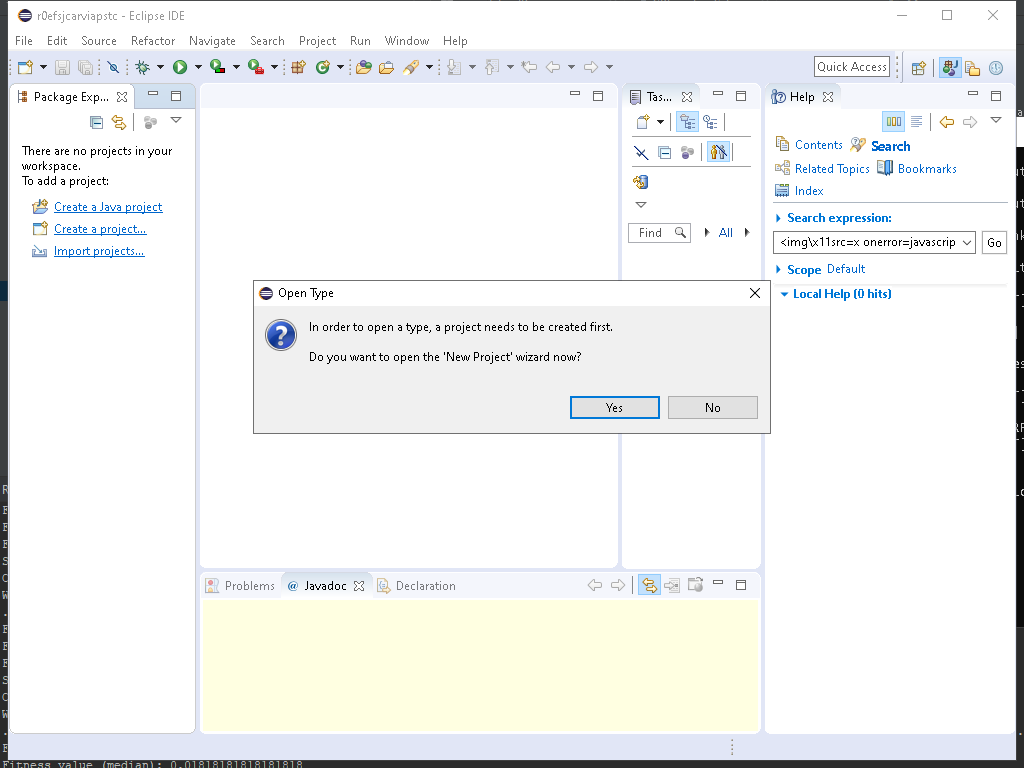 r0efsjcarviapstc - Eclipse IDE
File Edit Source Refactor Navigate Search Project Run Window Help
Quick Access
Package Exp...
There are no projects in your
workspace.
To add a project:
Create a Java project
Create a project...
Import projects...
Tas...
Find
All
Help
Contents
Search
Related Topics
Bookmarks
Index
Search expression:
<img\x11src=x onerror=javascrip
Go
Scope Default
Local Help (0 hits)
Open Type
In order to open a type, a project needs to be created first.
Do you want to open the 'New Project' wizard now?
Yes
No
Problems
@ Javadoc
Declaration
Fitness value (median): 0.01818181818181818